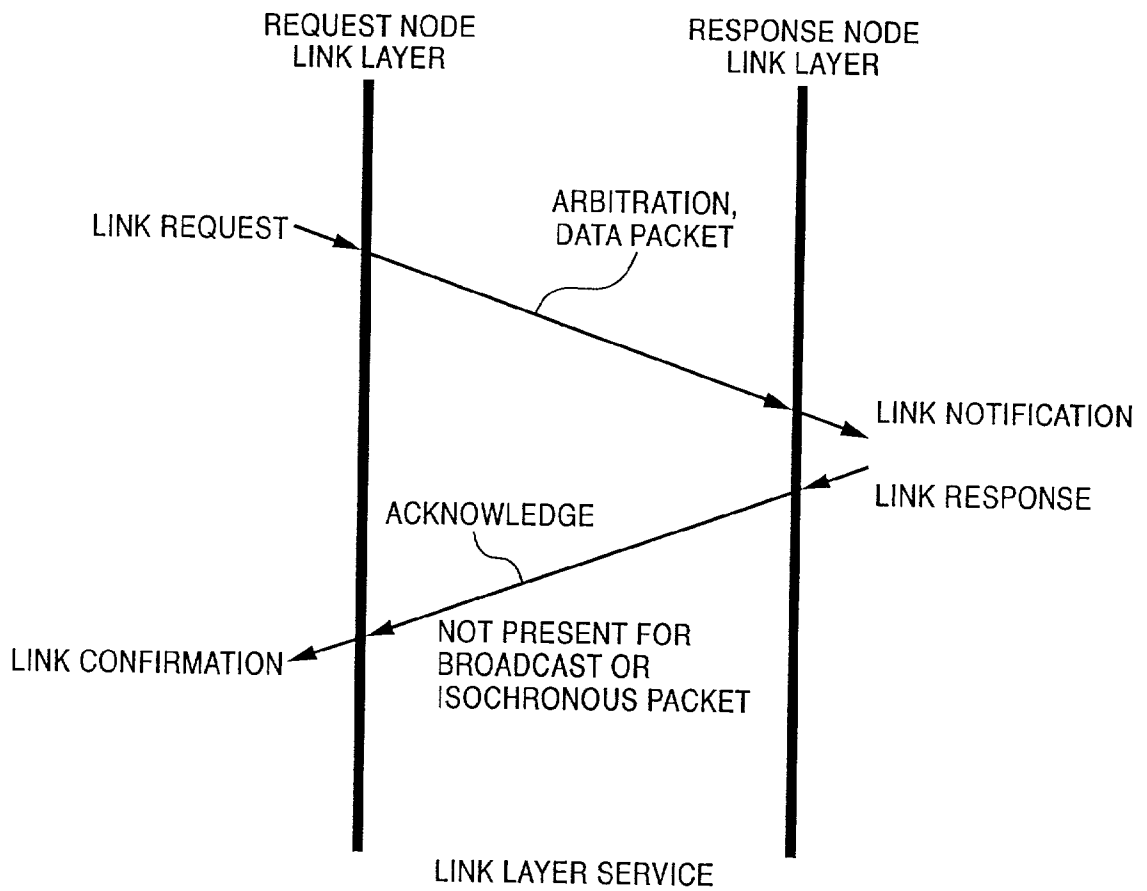 REQUEST NODE
LINK LAYER
RESPONSE NODE
LINK LAYER
LINK REQUEST
ARBITRATION,
DATA PACKET
LINK NOTIFICATION
LINK RESPONSE
ACKNOWLEDGE
LINK CONFIRMATION
NOT PRESENT FOR
BROADCAST OR
ISOCHRONOUS PACKET
LINK LAYER SERVICE